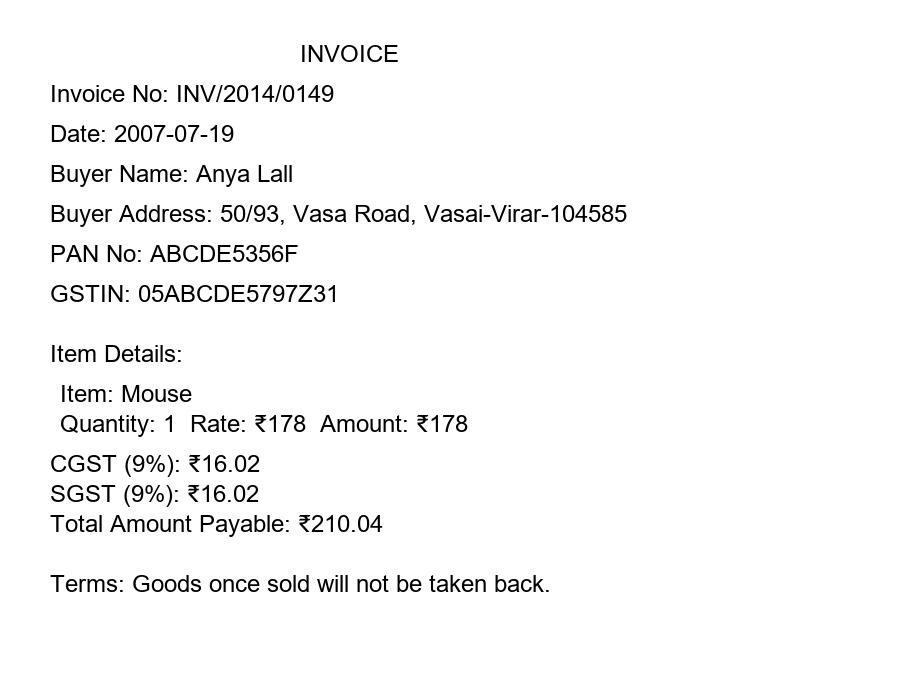 INVOICE
Invoice No: INV/2014/0149
Date: 2007-07-19
Buyer Name: Anya Lall
Buyer Address: 50/93, Vasa Road, Vasai-Virar-104585
PAN No: ABCDE5356F
GSTIN: 05ABCDE5797Z31
Item Details:
Item: Mouse
Quantity: 1  Rate: ₹178  Amount: ₹178
CGST (9%): ₹16.02
SGST (9%): ₹16.02
Total Amount Payable: ₹210.04
Terms: Goods once sold will not be taken back.